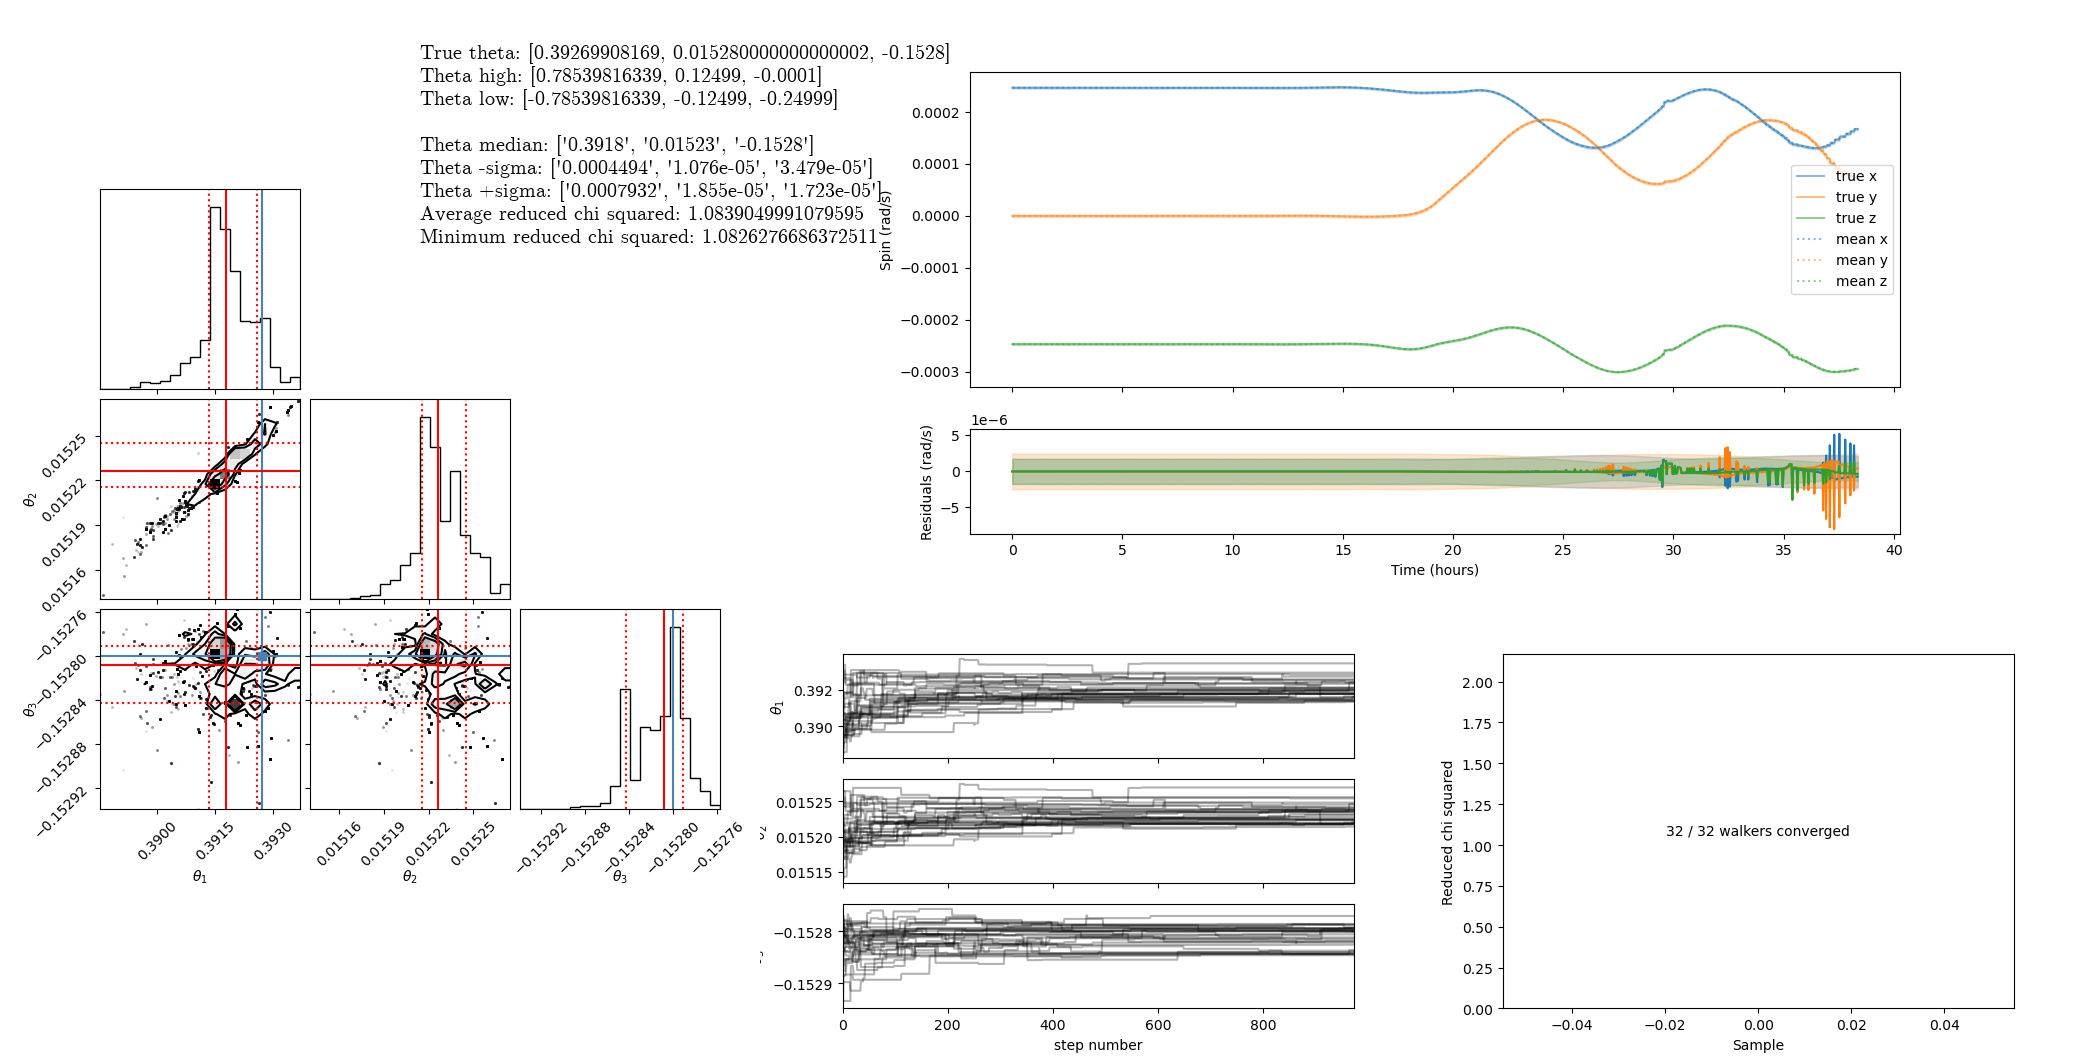 True theta: [0.39269908169, 0.015280000000000002, -0.1528]
Theta high: [0.78539816339, 0.12499, -0.0001]
Theta low: [-0.78539816339, -0.12499, -0.24999]
Theta median: ['0.3918', '0.01523', '-0.1528']
Theta -sigma: ['0.0004494', '1.076e-05', '3.479e-05']
Theta +sigma: ['0.0007932', '1.855e-05', '1.723e-05']
Average reduced chi squared: 1.0839049991079595
Minimum reduced chi squared: 1.0826276686372511
0.0002
0.0001
0.0000
−0.0001
−0.0002
−0.0003
Spin (rad/s)
true x
true y
true z
mean x
mean y
mean z
1e−6
5
0
−5
Residuals (rad/s)
0 5 10 15 20 25 30 35 40
Time (hours)
0.01525
0.01522
0.01519
0.01516
θ2
−0.15276
−0.15280
−0.15284
−0.15288
−0.15292
θ3
0.3900 0.3915 0.3930
θ1
0.01516 0.01519 0.01522 0.01525
θ2
−0.15292 −0.15288 −0.15284 −0.15280 −0.15276
θ3
0.392
0.390
θ1
0.01525
0.01520
0.01515
−0.1528
−0.1529
0 200 400 600 800
step number
2.00
1.75
1.50
1.25
1.00
0.75
0.50
0.25
0.00
Reduced chi squared
32 / 32 walkers converged
−0.04 −0.02 0.00 0.02 0.04
Sample